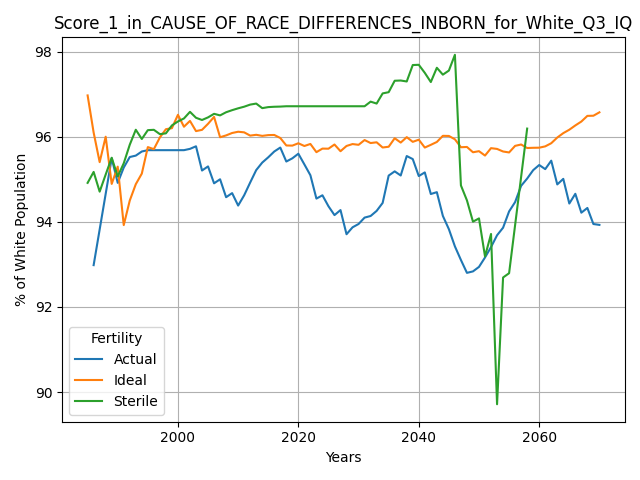 Score_1_in_CAUSE_OF_RACE_DIFFERENCES_INBORN_for_White_Q3_IQ
98
96
94
92
90
% of White Population
Fertility
Actual
Ideal
Sterile
2000
2020
2040
2060
Years